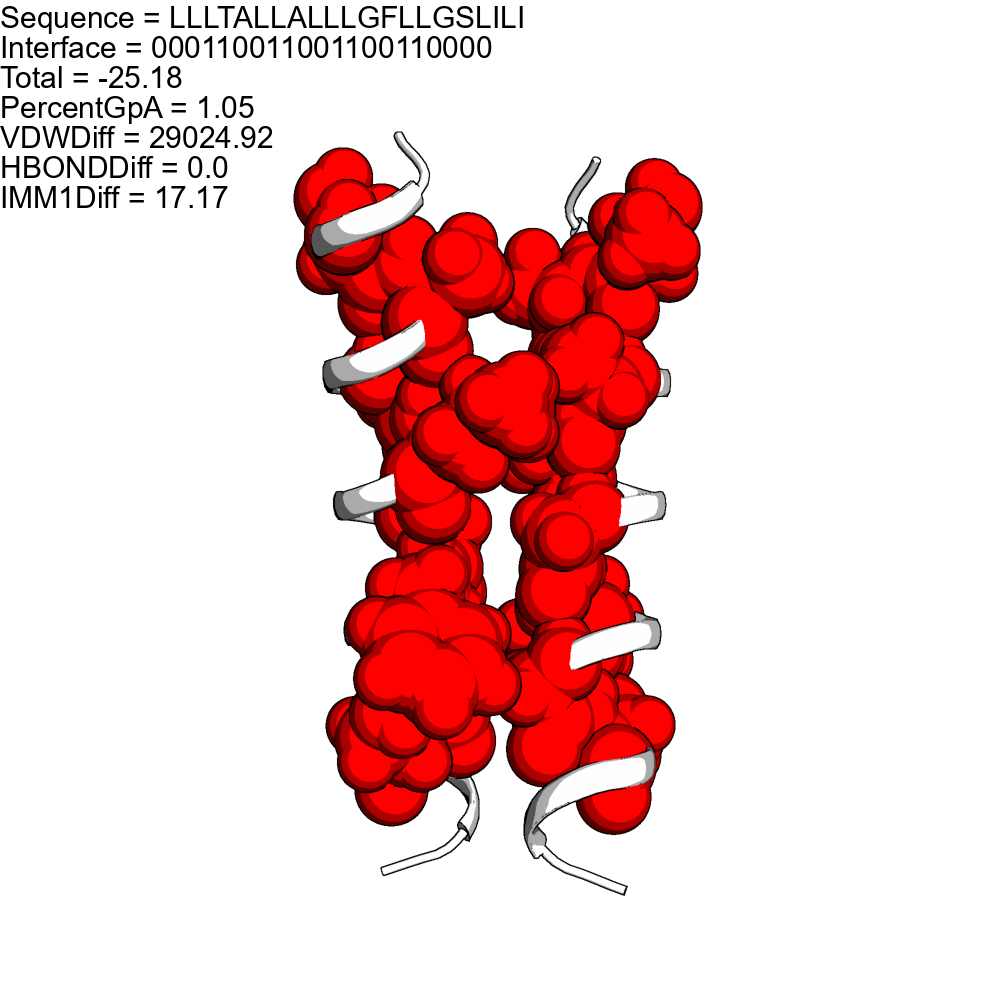 Sequence = LLLTALLALLLGFLLGSLILI
Interface = 000110011001100110000
Total = -25.18
PercentGpA = 1.05
VDWDiff = 29024.92
HBONDDiff = 0.0
IMM1Diff = 17.17